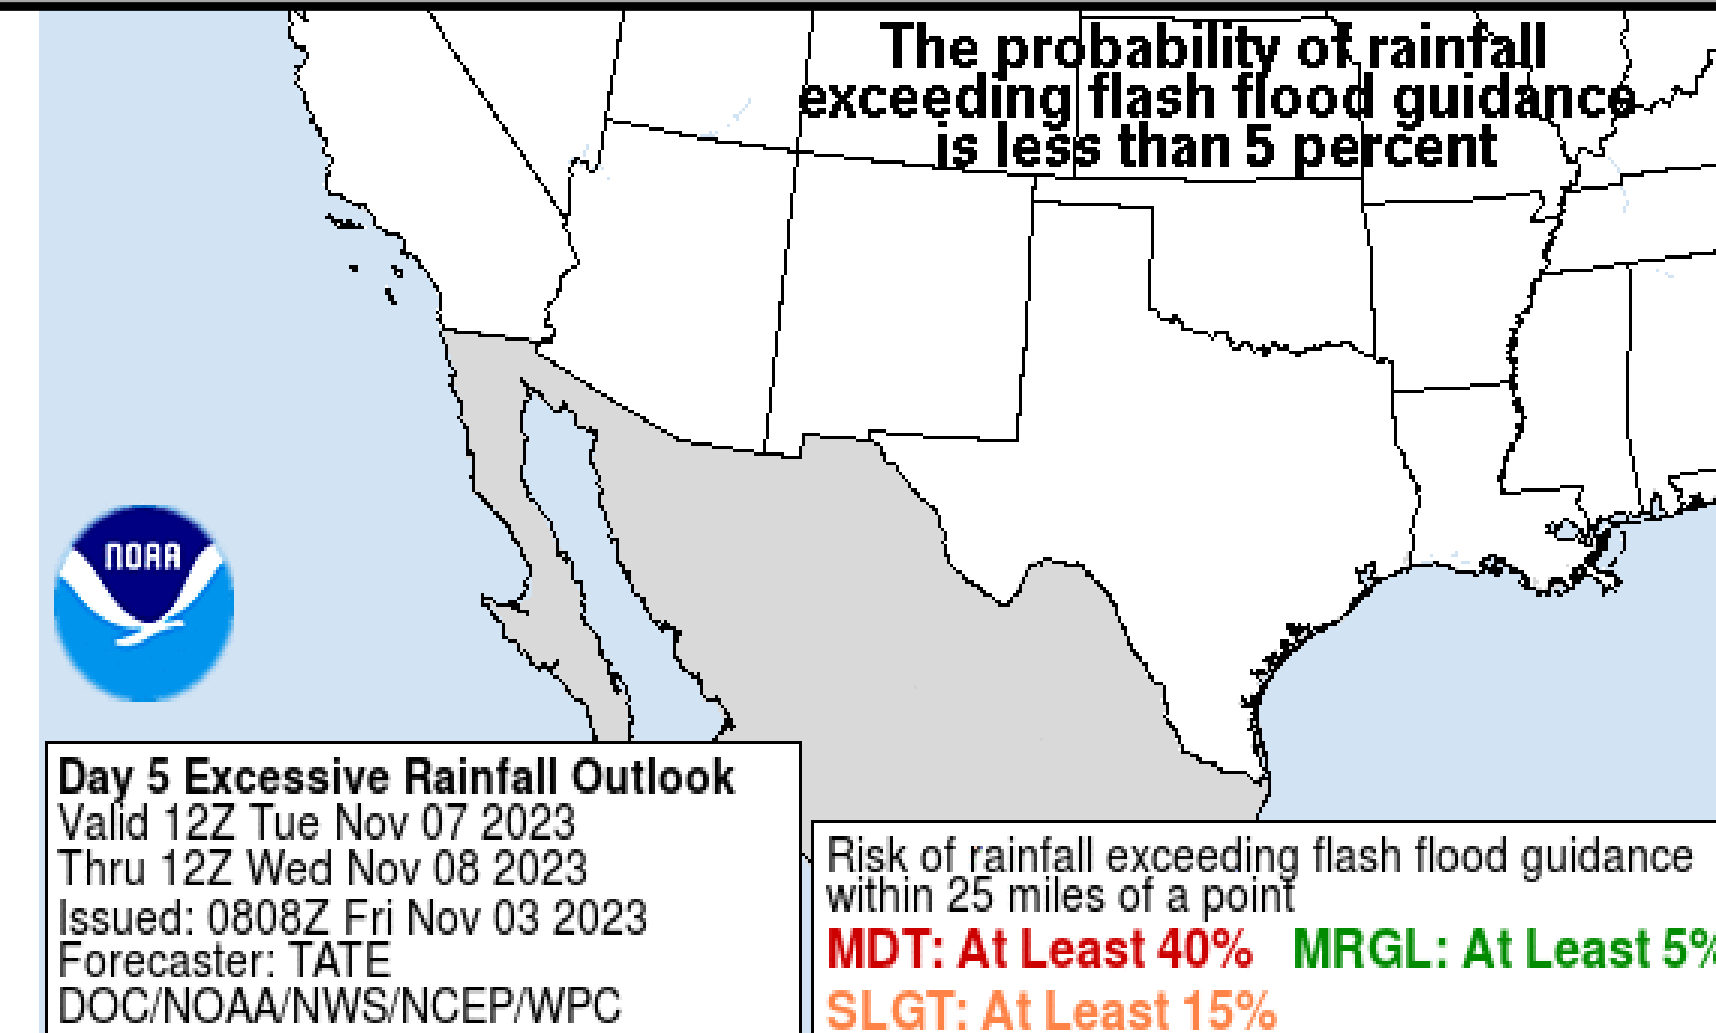 The probability of rainfall
exceeding flash flood guidance
is less than 5 percent
NOAA
Day 5 Excessive Rainfall Outlook
Valid 12Z Tue Nov 07 2023
Thru 12Z Wed Nov 08 2023
Issued: 0808Z Fri Nov 03 2023
Forecaster: TATE
DOC/NOAA/NWS/NCEP/WPC
Risk of rainfall exceeding flash flood guidance
within 25 miles of a point
MDT: At Least 40% MRGL: At Least 5%
SLGT: At Least 15%